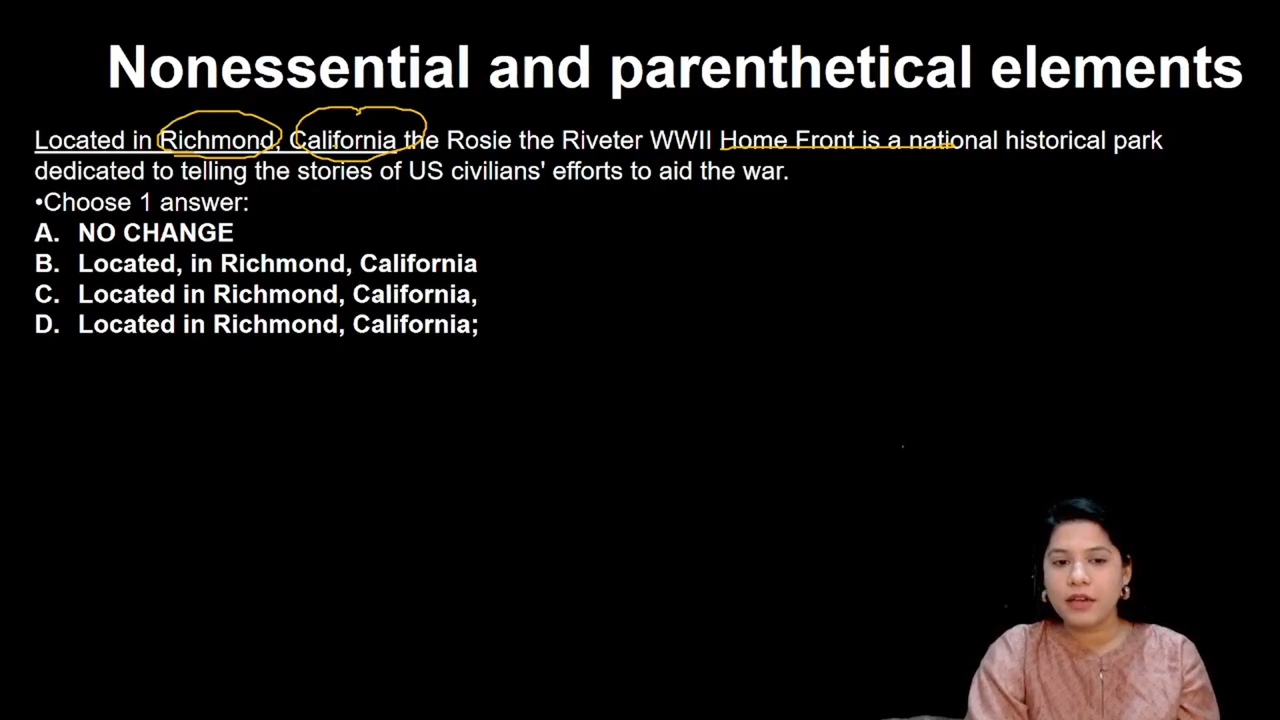 Nonessential and parenthetical elements
Located in Richmond, California the Rosie the Riveter WWII Home Front is a national historical park
dedicated to telling the stories of US civilians' efforts to aid the war.
•Choose 1 answer:
A. NO CHANGE
B. Located, in Richmond, California
C. Located in Richmond, California,
D. Located in Richmond, California;